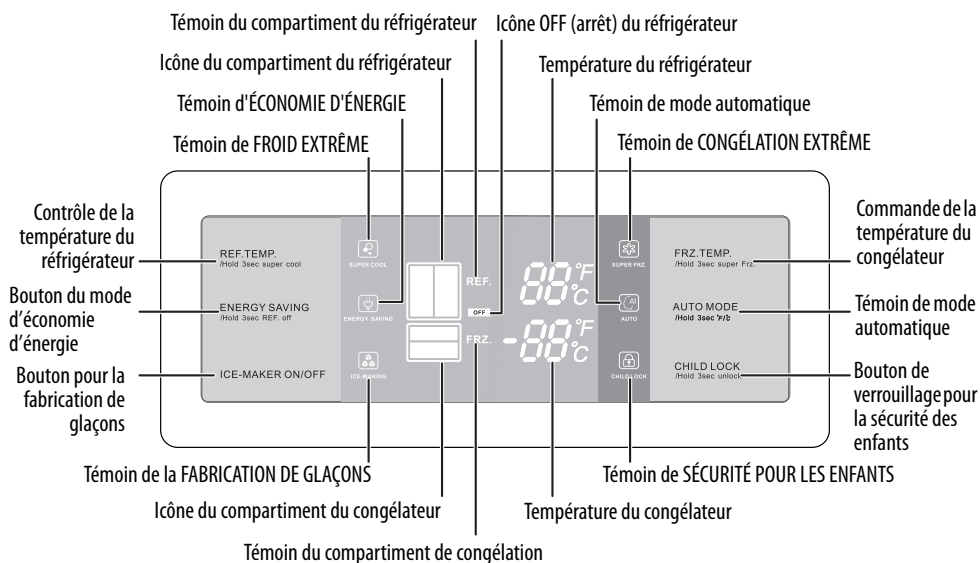 Témoin du compartiment du réfrigérateur
Icône OFF (arrêt) du réfrigérateur
Icône du compartiment du réfrigérateur
Température du réfrigérateur
Témoin d'ÉCONOMIE D'ÉNERGIE
Témoin de mode automatique
Témoin de FROID EXTRÊME
Témoin de CONGÉLATION EXTRÊME
Contrôle de la
température du
réfrigérateur
Bouton du mode
d’économie
d’énergie
Bouton pour la
fabrication de
glaçons
REF.TEMP.
/Hold 3sec super cool
ENERGY SAVING
/Hold 3sec REF. off
ICE-MAKER ON/OFF
SUPER COOL
ENERGY SAVING
ICE-MAKING
REF.
OFF
FRZ.
88°F
°C
-88°F
°C
SUPER FRZ.
AI
AUTO
CHILD LOCK
FRZ.TEMP.
/Hold 3sec super Frz.
AUTO MODE
/Hold 3sec °F/°c
CHILD LOCK
/Hold 3sec unlock
Commande de la
température du
congélateur
Témoin de mode
automatique
Bouton de
verrouillage pour
la sécurité des
enfants
Témoin de la FABRICATION DE GLAÇONS
Témoin de SÉCURITÉ POUR LES ENFANTS
Icône du compartiment du congélateur
Température du congélateur
Témoin du compartiment de congélation